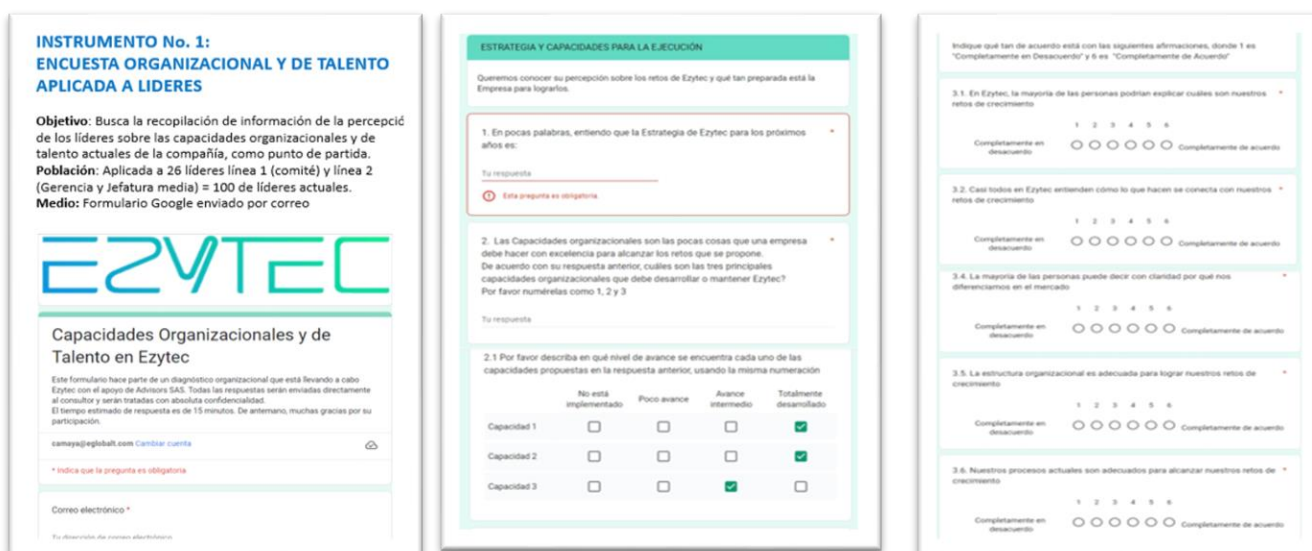 INSTRUMENTO No. 1:
ENCUESTA ORGANIZACIONAL Y DE TALENTO
APLICADA A LIDERES
Objetivo: Busca la recopilación de información de la percepció
de los líderes sobre las capacidades organizacionales y de
talento actuales de la compañía, como punto de partida.
Población: Aplicada a 26 líderes línea 1 (comité) y línea 2
(Gerencia y Jefatura media) = 100 de líderes actuales.
Medio: Formulario Google enviado por correo
EZYTEC
Capacidades Organizacionales y de
Talento en Ezytec
Este formulario hace parte de un diagnóstico organizacional que está llevando a cabo
Ezytec con el apoyo de Advisors SAS. Todas las respuestas serán enviadas directamente
al consultor y serán tratadas con absoluta confidencialidad.
El tiempo estimado de respuesta es de 15 minutos. De antemano, muchas gracias por su
participación.
camaya@eglobalt.com Cambiar cuenta
* Indica que la pregunta es obligatoria
Correo electrónico *
Tu dirección de correo electrónico
ESTRATEGIA Y CAPACIDADES PARA LA EJECUCIÓN
Queremos conocer su percepción sobre los retos de Ezytec y qué tan preparada está la
Empresa para lograrlos.
1. En pocas palabras, entiendo que la Estrategia de Ezytec para los próximos *
años es:
Tu respuesta
Esta pregunta es obligatoria
2. Las Capacidades organizacionales son las pocas cosas que una empresa *
debe hacer con excelencia para alcanzar los retos que se propone.
De acuerdo con su respuesta anterior, cuáles son las tres principales
capacidades organizacionales que debe desarrollar o mantener Ezytec?
Por favor numérelas como 1, 2 y 3
Tu respuesta
2.1 Por favor describa en qué nivel de avance se encuentra cada uno de las
capacidades propuestas en la respuesta anterior, usando la misma numeración
No está implementado Poco avance Avance intermedio Totalmente desarrollado
Capacidad 1
Capacidad 2
Capacidad 3
Indique qué tan de acuerdo está con las siguientes afirmaciones, donde 1 es
"Completamente en Desacuerdo" y 6 es "Completamente de Acuerdo"
3.1. En Ezytec, la mayoría de las personas podrían explicar cuáles son nuestros *
retos de crecimiento
1 2 3 4 5 6
Completamente en desacuerdo Completamente de acuerdo
3.2. Casi todos en Ezytec entienden cómo lo que hacen se conecta con nuestros *
retos de crecimiento
1 2 3 4 5 6
Completamente en desacuerdo Completamente de acuerdo
3.4. La mayoría de las personas puede decir con claridad por qué nos *
diferenciamos en el mercado
1 2 3 4 5 6
Completamente en desacuerdo Completamente de acuerdo
3.5. La estructura organizacional es adecuada para lograr nuestros retos de *
crecimiento
1 2 3 4 5 6
Completamente en desacuerdo Completamente de acuerdo
3.6. Nuestros procesos actuales son adecuados para alcanzar nuestros retos de *
crecimiento
1 2 3 4 5 6
Completamente en desacuerdo Completamente de acuerdo